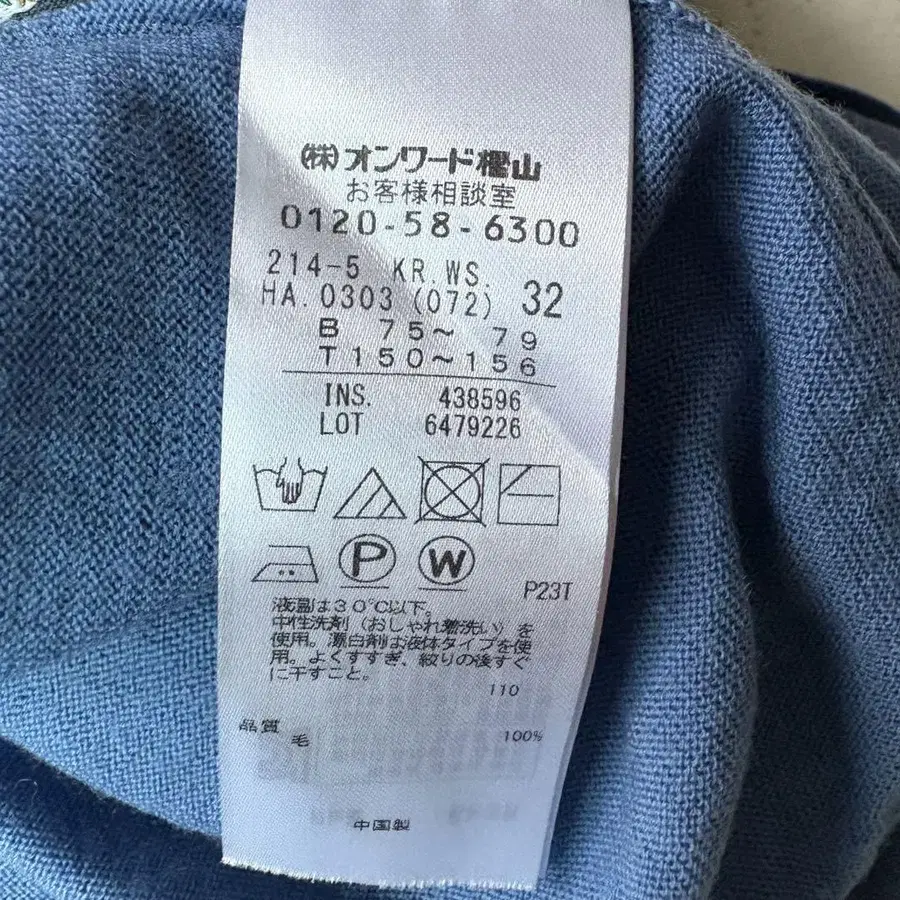 (株)オンワード樫山
お客様相談室
0120-58-6300
214-5 KR.WS.
HA.0303 (072) 32
B 75～ 79
T 150～156
INS. 438596
LOT 6479226
P W
P23T
液温は30℃以下。
中性洗剤（おしゃれ着洗い）を
使用。漂白剤は液体タイプを使
用。よくすすぎ、絞りの後すぐ
に干すこと。
110
品質
毛 100%
中国製